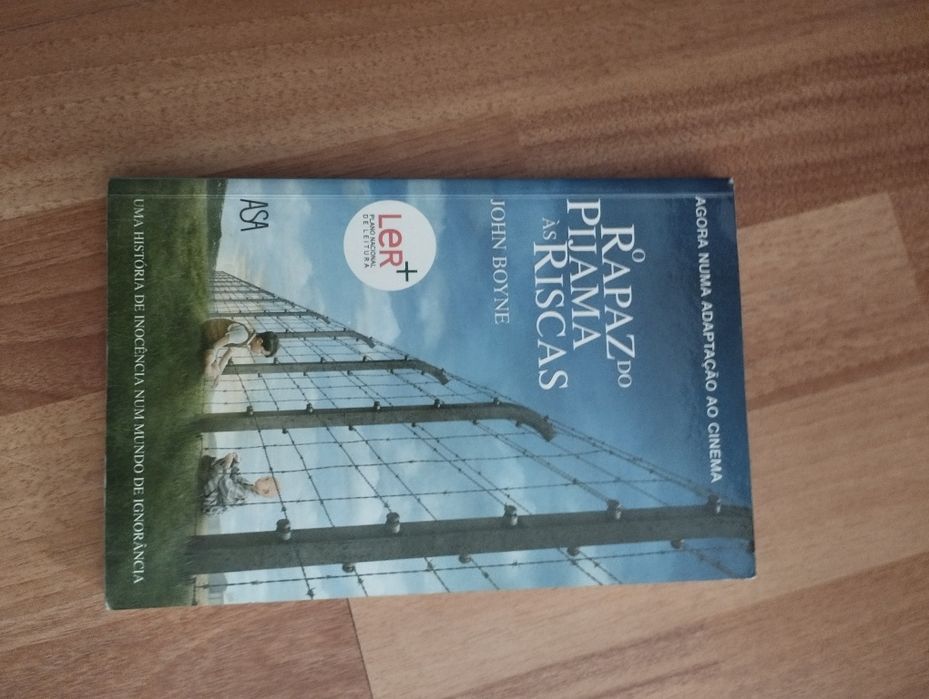 AGORA NUMA ADAPTAÇÃO AO CINEMA
O
RAPAZ DO
PIJAMA
ÀS RISCAS
JOHN BOYNE
LER+
PLANO NACIONAL
DE LEITURA
ASA
UMA HISTÓRIA DE INOCÊNCIA NUM MUNDO DE IGNORÂNCIA